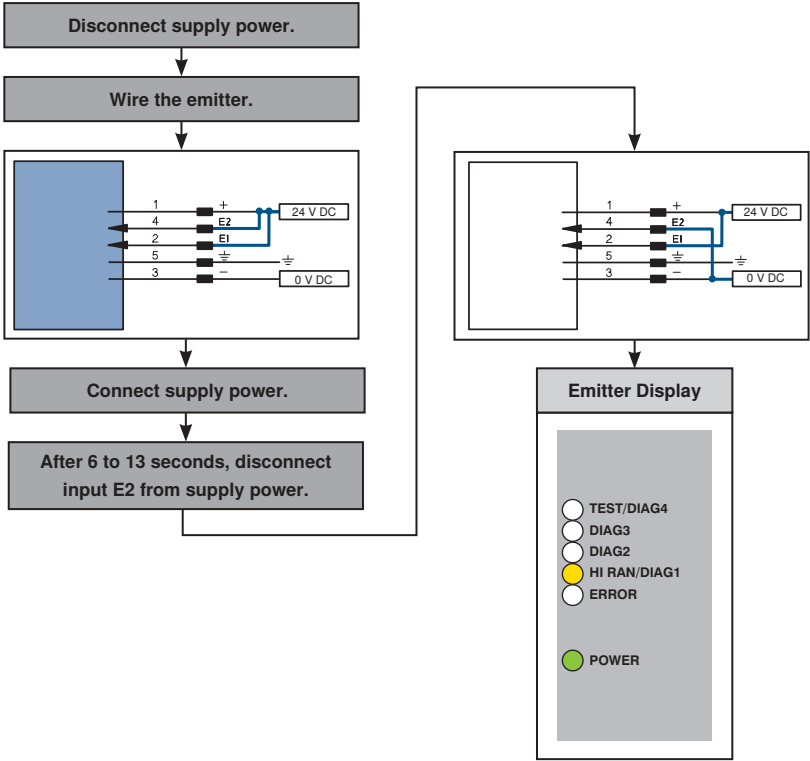 Disconnect supply power.
Wire the emitter.
1 +
24 V DC
4 E2
2 E1
5
3 −
0 V DC
Connect supply power.
After 6 to 13 seconds, disconnect
input E2 from supply power.
1 +
24 V DC
4 E2
2 E1
5
3 −
0 V DC
Emitter Display
TEST/DIAG4
DIAG3
DIAG2
HI RAN/DIAG1
ERROR
POWER